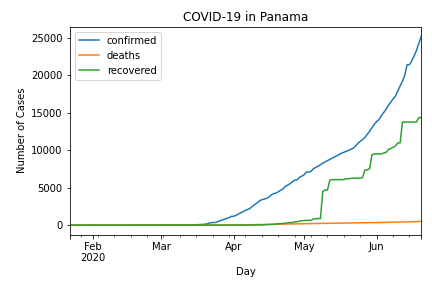 COVID-19 in Panama
confirmed
deaths
recovered
Number of Cases
25000
20000
15000
10000
5000
0
Feb Mar Apr May Jun
2020
Day